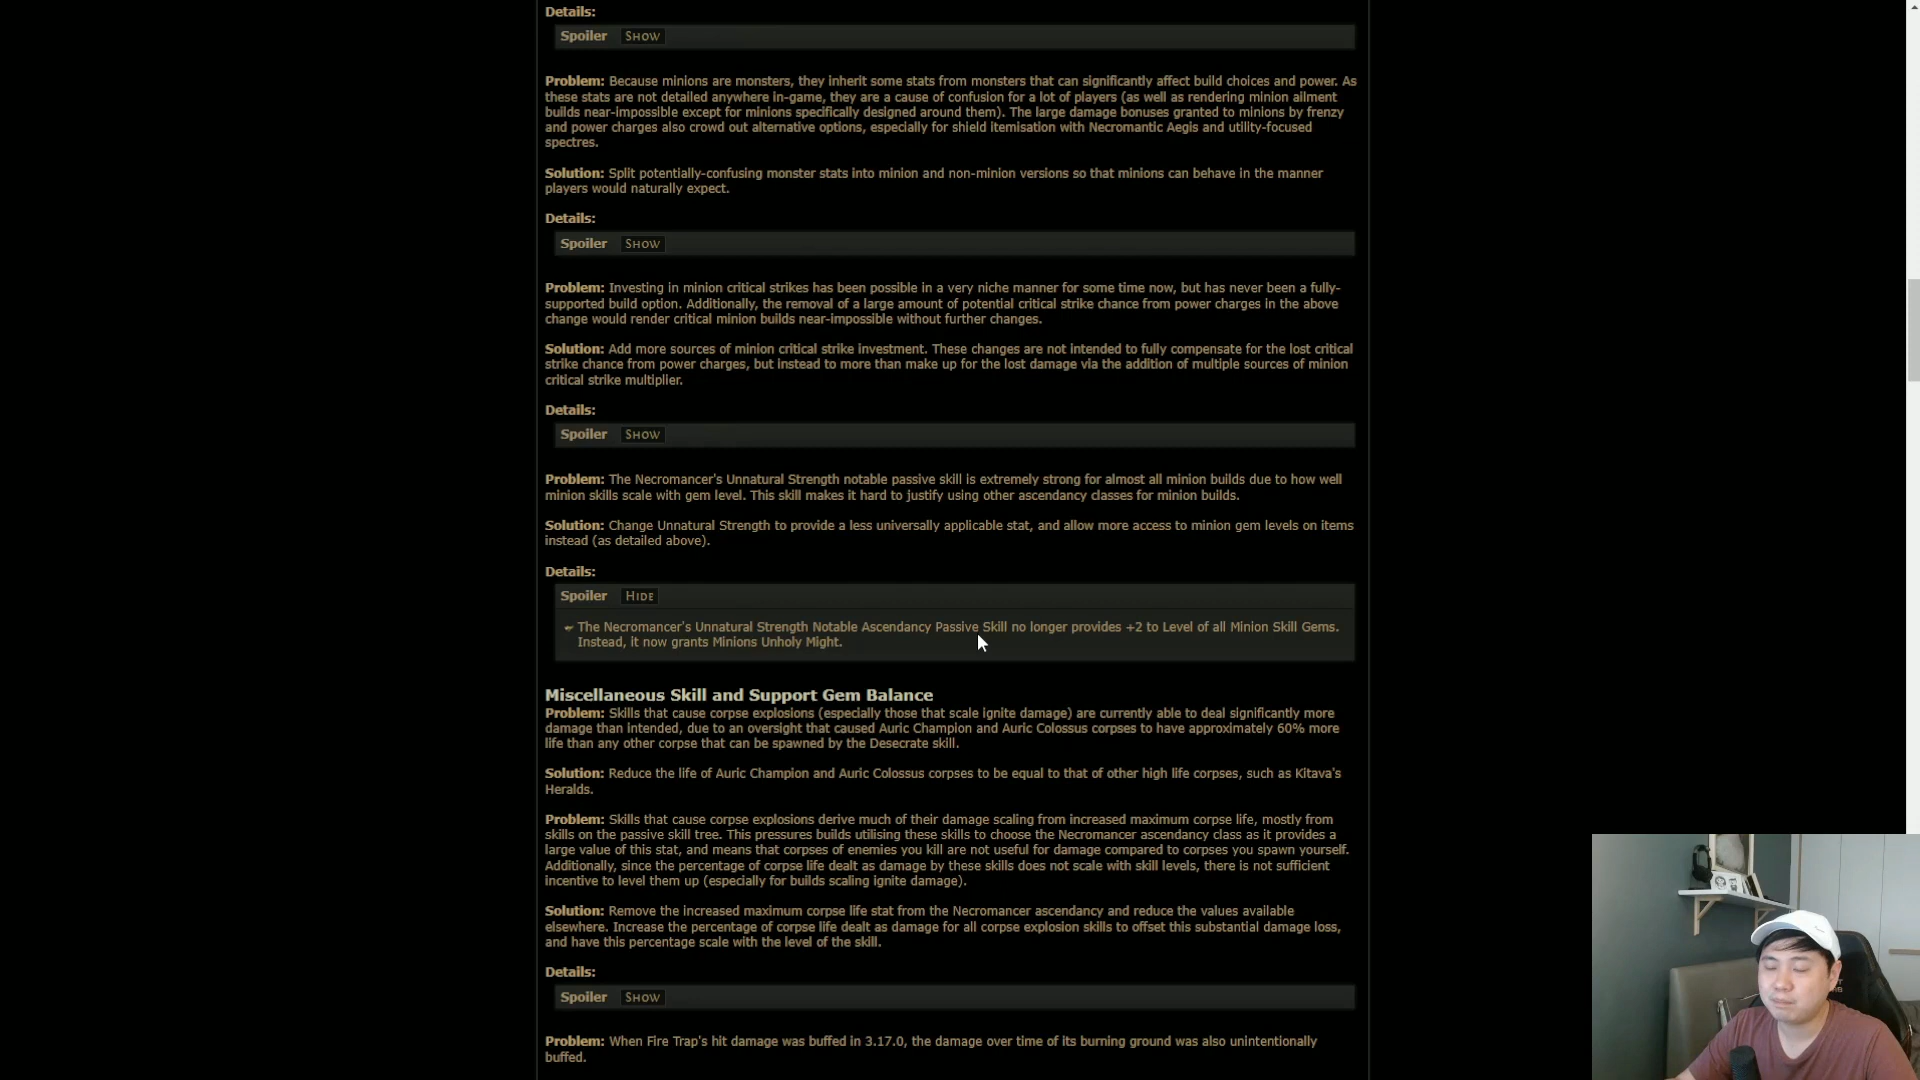 Details:
Spoiler SHOW
Problem: Because minions are monsters, they inherit some stats from monsters that can significantly affect build choices and power. As
these stats are not detailed anywhere in-game, they are a cause of confusion for a lot of players (as well as rendering minion ailment
builds near-impossible except for minions specifically designed around them). The large damage bonuses granted to minions by frenzy
and power charges also crowd out alternative options, especially for shield itemisation with Necromantic Aegis and utility-focused
spectres.
Solution: Split potentially-confusing monster stats into minion and non-minion versions so that minions can behave in the manner
players would naturally expect.
Details:
Spoiler SHOW
Problem: Investing in minion critical strikes has been possible in a very niche manner for some time now, but has never been a fully-
supported build option. Additionally, the removal of a large amount of potential critical strike chance from power charges in the above
change would render critical minion builds near-impossible without further changes.
Solution: Add more sources of minion critical strike investment. These changes are not intended to fully compensate for the lost critical
strike chance from power charges, but instead to more than make up for the lost damage via the addition of multiple sources of minion
critical strike multiplier.
Details:
Spoiler SHOW
Problem: The Necromancer's Unnatural Strength notable passive skill is extremely strong for almost all minion builds due to how well
minion skills scale with gem level. This skill makes it hard to justify using other ascendancy classes for minion builds.
Solution: Change Unnatural Strength to provide a less universally applicable stat, and allow more access to minion gem levels on items
instead (as detailed above).
Details:
Spoiler HIDE
The Necromancer's Unnatural Strength Notable Ascendancy Passive Skill no longer provides +2 to Level of all Minion Skill Gems.
Instead, it now grants Minions Unholy Might.
Miscellaneous Skill and Support Gem Balance
Problem: Skills that cause corpse explosions (especially those that scale ignite damage) are currently able to deal significantly more
damage than intended, due to an oversight that caused Auric Champion and Auric Colossus corpses to have approximately 60% more
life than any other corpse that can be spawned by the Desecrate skill.
Solution: Reduce the life of Auric Champion and Auric Colossus corpses to be equal to that of other high life corpses, such as Kitava's
Heralds.
Problem: Skills that cause corpse explosions derive much of their damage scaling from increased maximum corpse life, mostly from
skills on the passive skill tree. This pressures builds utilising these skills to choose the Necromancer ascendancy class as it provides a
large value of this stat, and means that corpses of enemies you kill are not useful for damage compared to corpses you spawn yourself.
Additionally, since the percentage of corpse life dealt as damage by these skills does not scale with skill levels, there is not sufficient
incentive to level them up (especially for builds scaling ignite damage).
Solution: Remove the increased maximum corpse life stat from the Necromancer ascendancy and reduce the values available
elsewhere. Increase the percentage of corpse life dealt as damage for all corpse explosion skills to offset this substantial damage loss,
and have this percentage scale with the level of the skill.
Details:
Spoiler SHOW
Problem: When Fire Trap's hit damage was buffed in 3.17.0, the damage over time of its burning ground was also unintentionally
buffed.